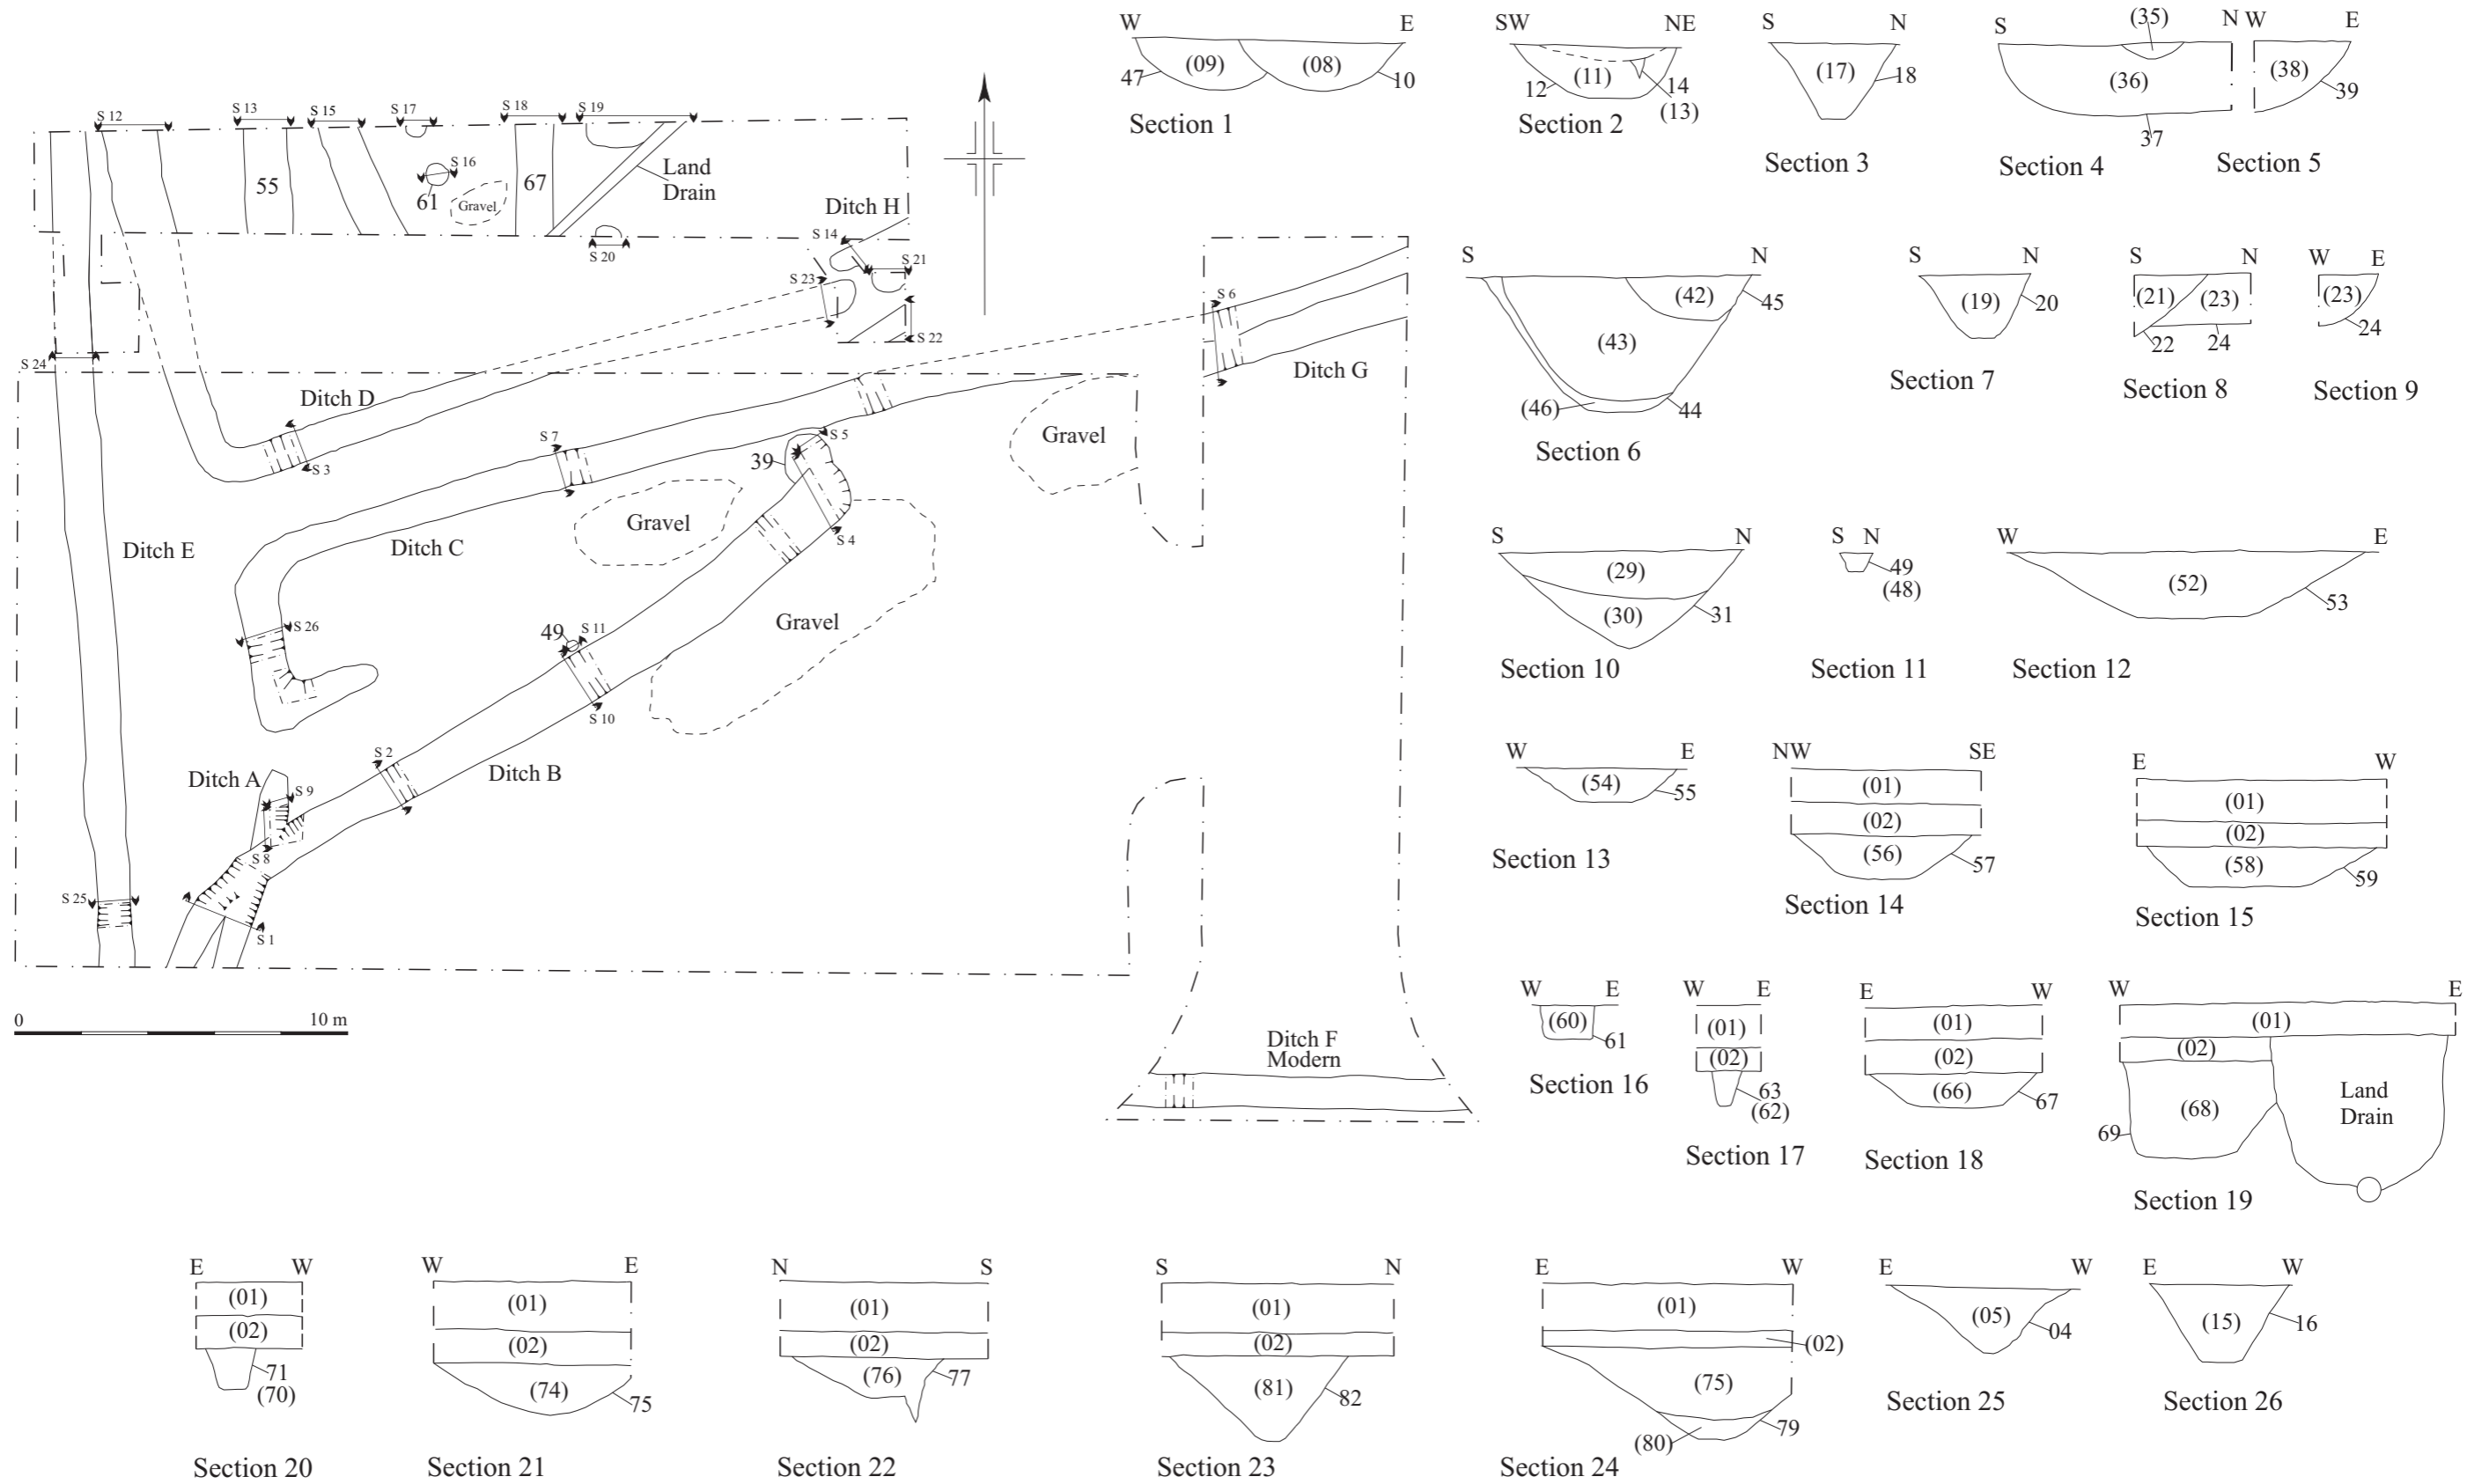 S 12
S 13
S 15
S 17
S 18
S 19
55
61
S 16
Gravel
67
Land
Drain
Ditch H
S 14
S 21
S 20
S 23
S 22
S 6
S 24
Ditch D
Ditch G
S 3
S 7
S 5
39
Gravel
Gravel
S 4
Ditch E
Ditch C
Gravel
S 26
49
S 11
S 10
S 2
Ditch B
Ditch A
S 9
S 8
S 25
S 1
0
10 m
Ditch F
Modern
W
E
(09)
(08)
47
10
Section 1
SW
NE
(11)
12
14
(13)
Section 2
S
N
(17)
18
Section 3
S
(35)
N
(36)
37
Section 4
W
E
(38)
39
Section 5
S
N
(42)
45
(43)
(46)
44
Section 6
S
N
(19)
20
Section 7
S
N
(21)
(23)
22
24
Section 8
W
E
(23)
24
Section 9
S
N
(29)
(30)
31
Section 10
S
N
49
(48)
Section 11
W
E
(52)
53
Section 12
W
E
(54)
55
Section 13
NW
SE
(01)
(02)
(56)
57
Section 14
E
W
(01)
(02)
(58)
59
Section 15
W
E
(60)
61
Section 16
W
E
(01)
(02)
63
(62)
Section 17
E
W
(01)
(02)
(66)
67
Section 18
W
E
(01)
(02)
(68)
69
Land
Drain
Section 19
E
W
(01)
(02)
71
(70)
Section 20
W
E
(01)
(02)
(74)
75
Section 21
N
S
(01)
(02)
(76)
77
Section 22
S
N
(01)
(02)
(81)
82
Section 23
E
W
(01)
(02)
(75)
(80)
79
Section 24
E
W
(05)
04
Section 25
E
W
(15)
16
Section 26